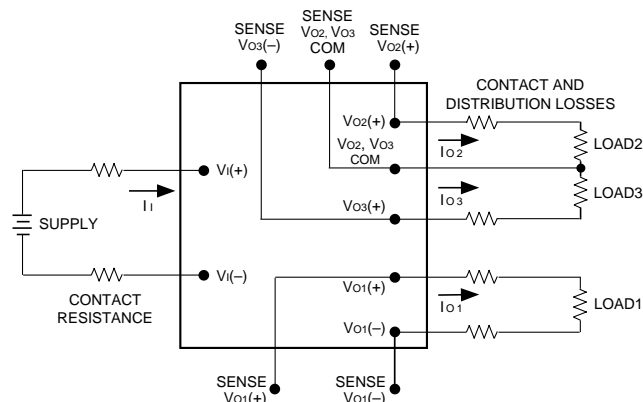 SENSE
VO3(–)
SENSE
VO2, VO3
COM
SENSE
VO2(+)
CONTACT AND
DISTRIBUTION LOSSES
VO2(+)
IO2
LOAD2
VO2, VO3
COM
VI(+)
II
IO3
LOAD3
VO3(+)
SUPPLY
VI(–)
CONTACT
RESISTANCE
VO1(+)
IO1
LOAD1
VO1(–)
SENSE
VO1(+)
SENSE
VO1(–)